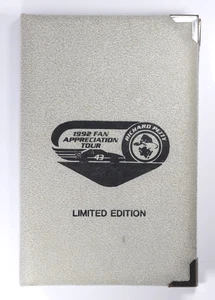 1992 FAN
APPRECIATION
TOUR
43
RICHARD PETTY
LIMITED EDITION